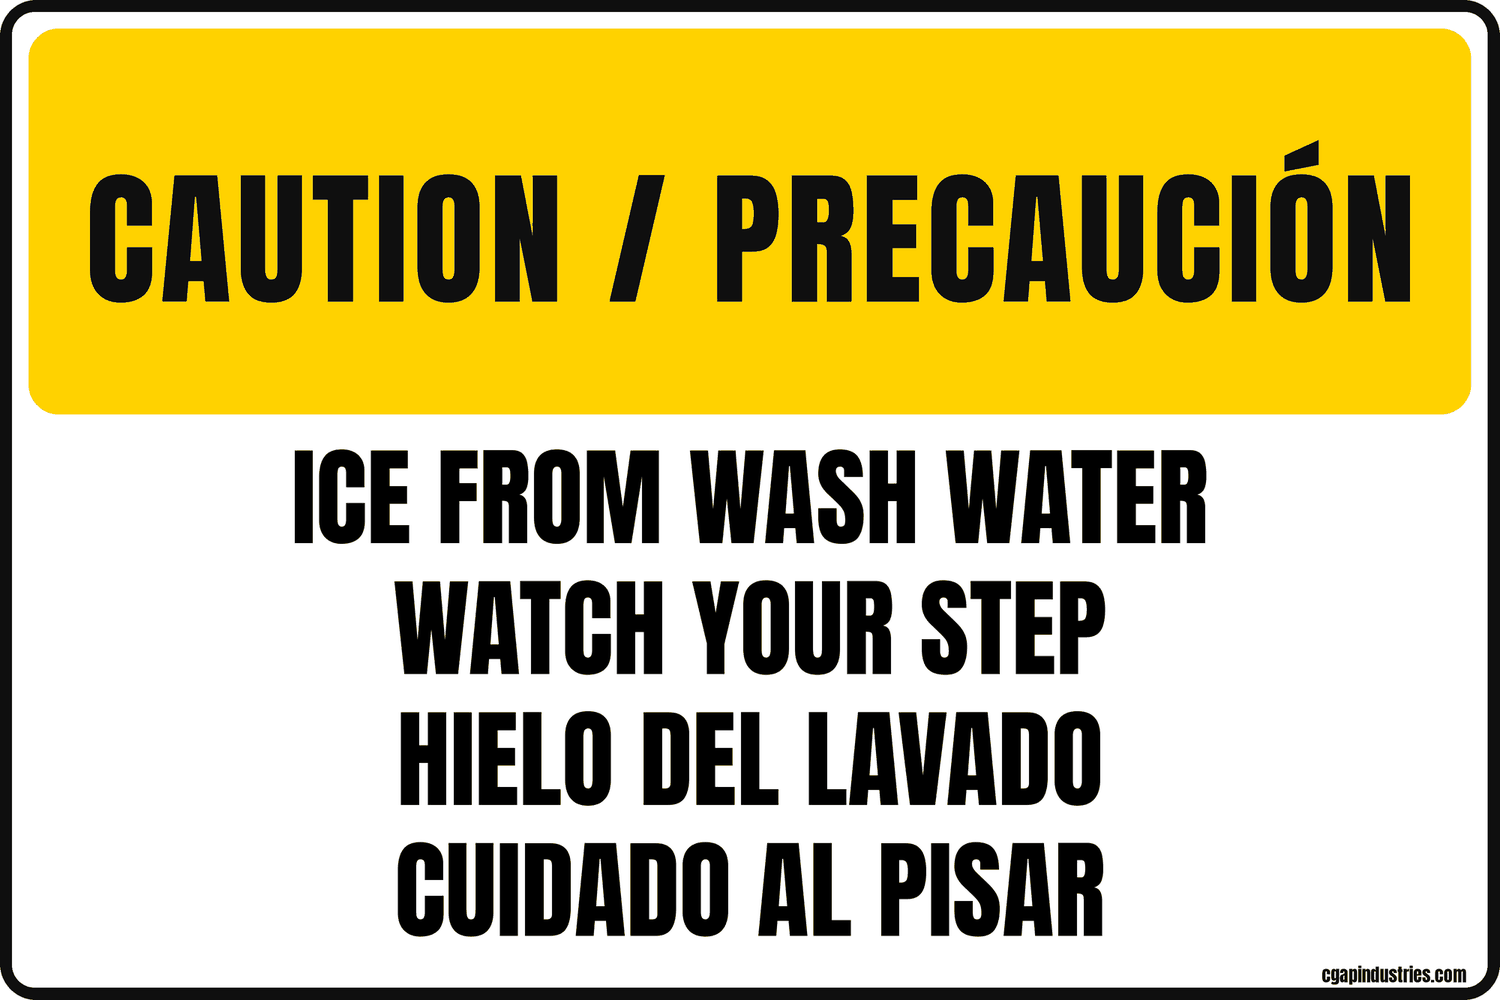 CAUTION / PRECAUCIÓN
ICE FROM WASH WATER
WATCH YOUR STEP
HIELO DEL LAVADO
CUIDADO AL PISAR
cgapindustries.com